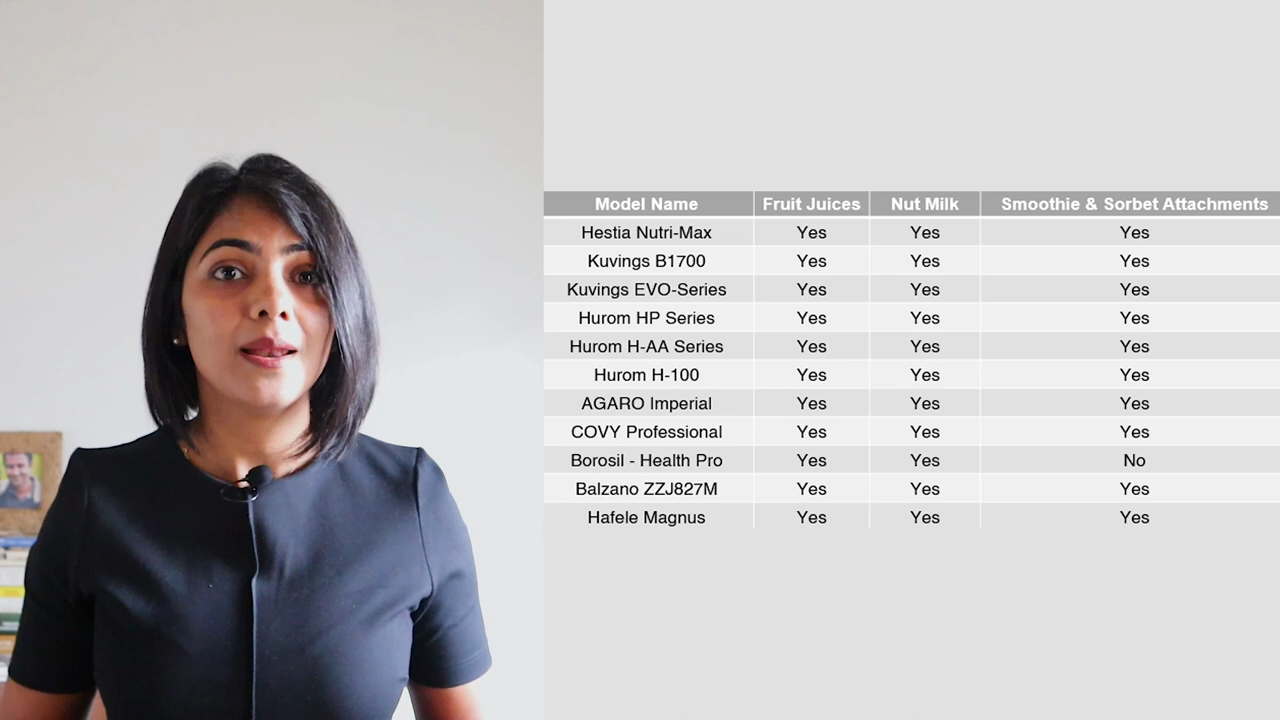 Model Name Fruit Juices Nut Milk Smoothie & Sorbet Attachments
Hestia Nutri-Max Yes Yes Yes
Kuvings B1700 Yes Yes Yes
Kuvings EVO-Series Yes Yes Yes
Hurom HP Series Yes Yes Yes
Hurom H-AA Series Yes Yes Yes
Hurom H-100 Yes Yes Yes
AGARO Imperial Yes Yes Yes
COVY Professional Yes Yes Yes
Borosil - Health Pro Yes Yes No
Balzano ZZJ827M Yes Yes Yes
Hafele Magnus Yes Yes Yes